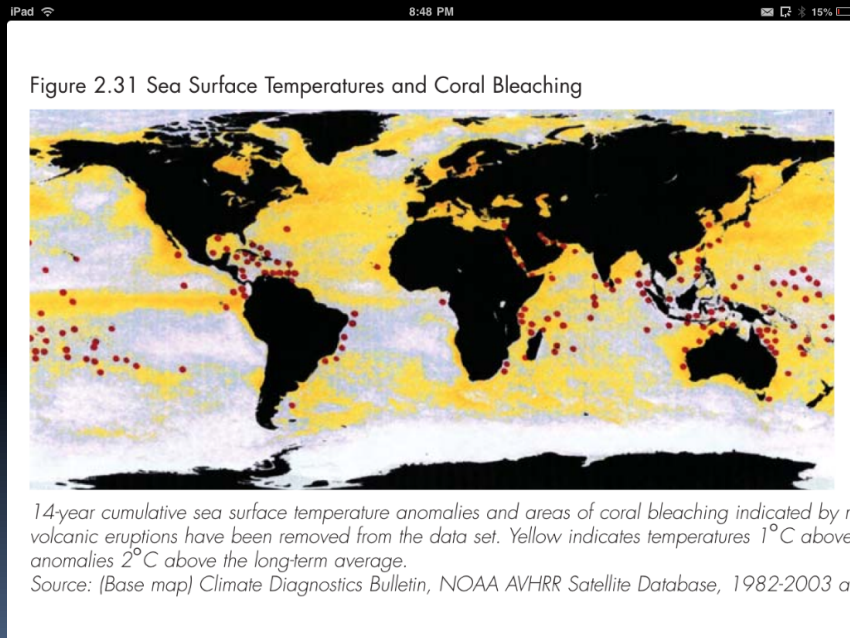 iPad
8:48 PM
15%
Figure 2.31 Sea Surface Temperatures and Coral Bleaching
14-year cumulative sea surface temperature anomalies and areas of coral bleaching indicated by
volcanic eruptions have been removed from the data set. Yellow indicates temperatures 1°C above
anomalies 2°C above the long-term average.
Source: (Base map) Climate Diagnostics Bulletin, NOAA AVHRR Satellite Database, 1982-2003